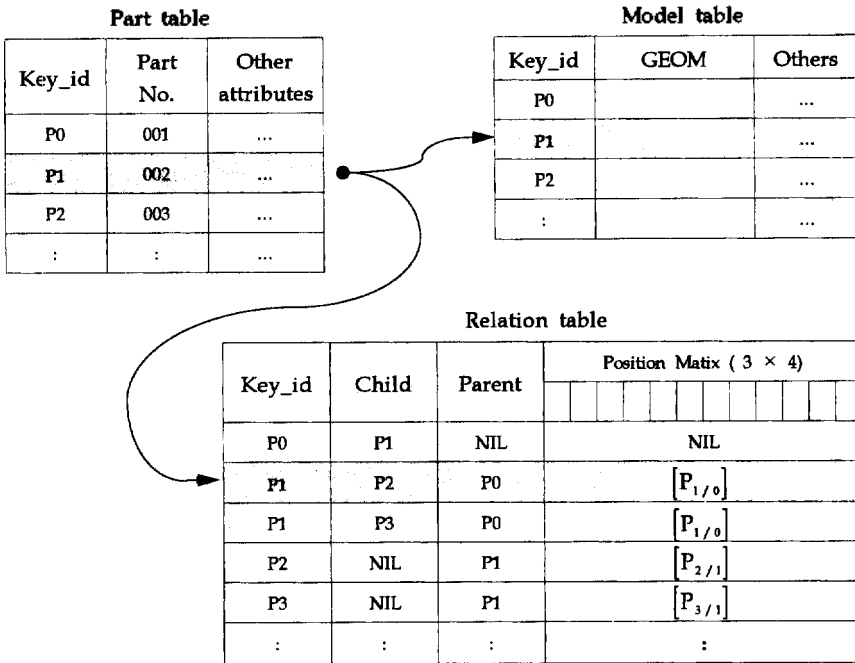 Part table
Key_id Part No. Other attributes
P0 001 ...
P1 002 ...
P2 003 ...
: : ...
Model table
Key_id GEOM Others
P0 ...
P1 ...
P2 ...
: ...
Relation table
Key_id Child Parent Position Matix ( 3 × 4)
P0 P1 NIL NIL
P1 P2 P0 [P1/0]
P1 P3 P0 [P1/0]
P2 NIL P1 [P2/1]
P3 NIL P1 [P3/1]
: : : :